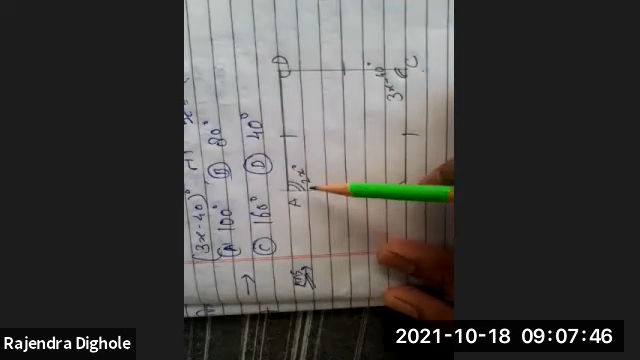 (3x-40)°
(A) 100° (B) 80°
(C) 160° (D) 40°
A D
2x°
3x-40°
C
Rajendra Dighole
2021-10-18 09:07:46